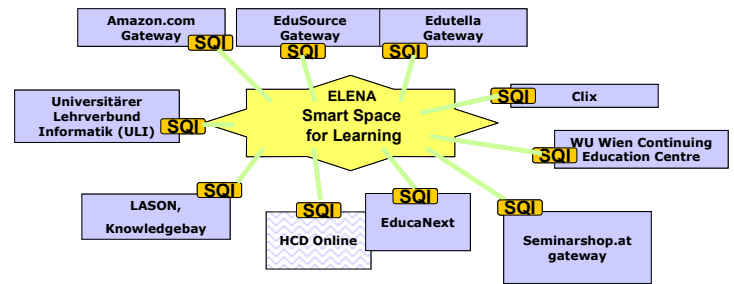 Amazon.com
Gateway
SQI
EduSource
Gateway
SQI
Edutella
Gateway
SQI
ELENA
Smart Space
for Learning
SQI
Clix
Universitärer
Lehrverbund
Informatik (ULI)
SQI
SQI
WU Wien Continuing
Education Centre
SQI
LASON,
Knowledgebay
SQI
HCD Online
SQI
EducaNext
SQI
Seminarshop.at
gateway